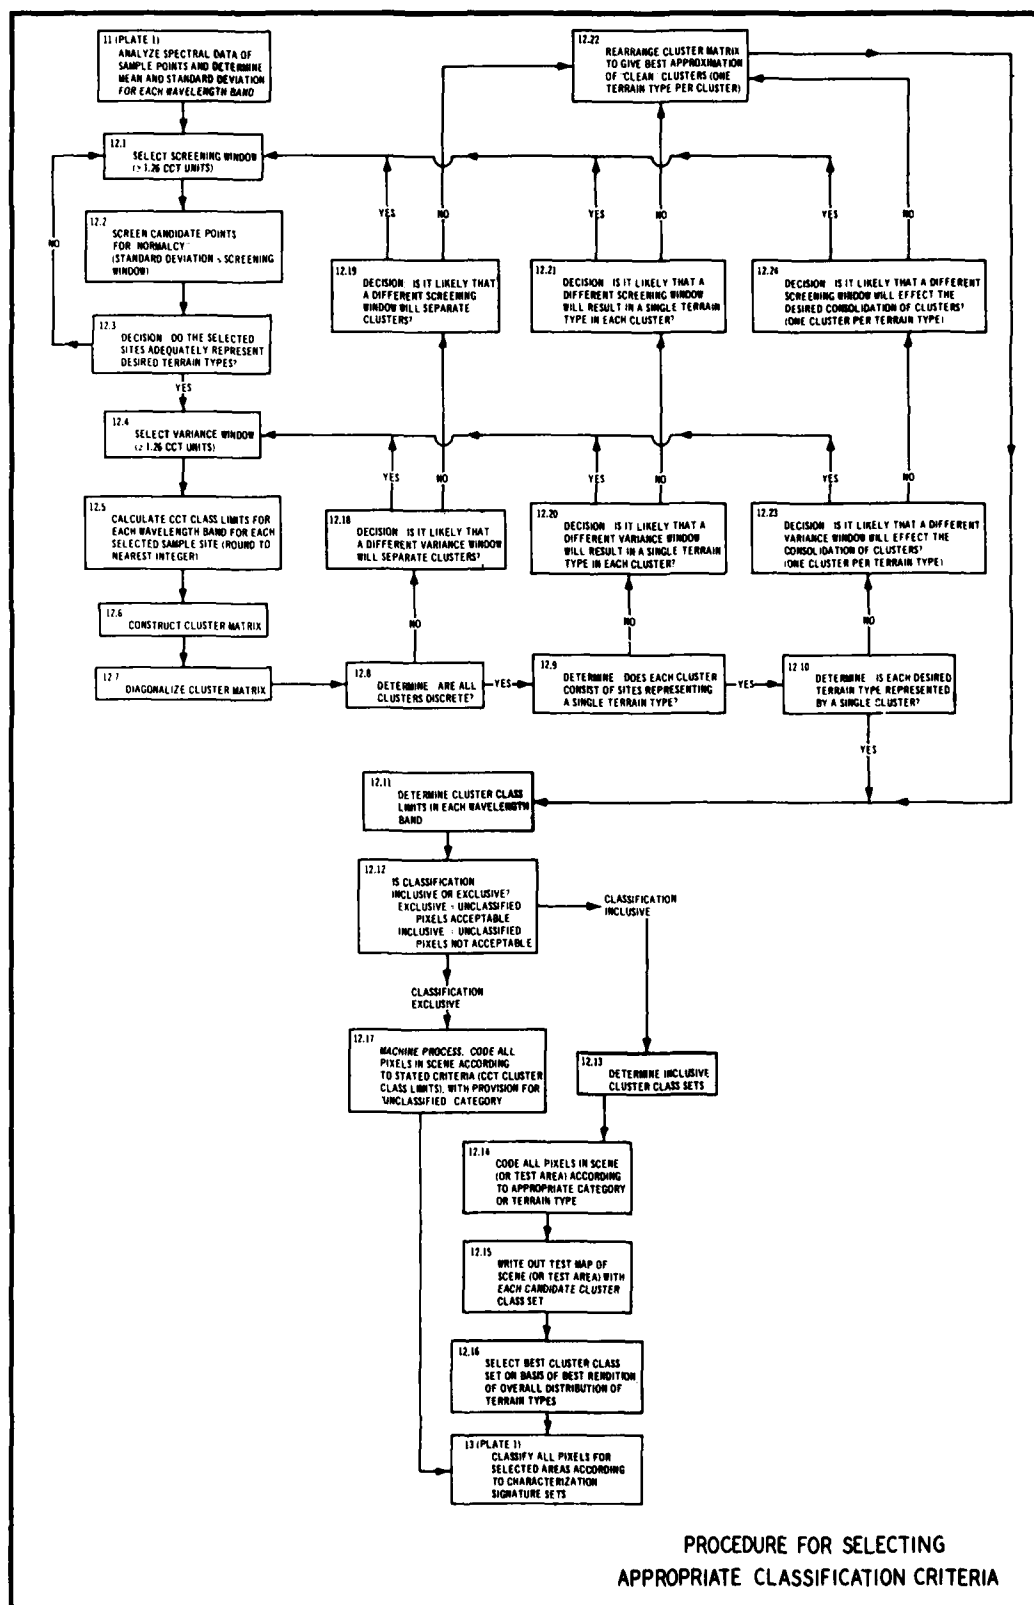 11 (PLATE 1)
ANALYZE SPECTRAL DATA OF
SAMPLE POINTS AND DETERMINE
MEAN AND STANDARD DEVIATION
FOR EACH WAVELENGTH BAND
12.1
SELECT SCREENING WINDOW
(≥ 1.26 CCT UNITS)
12.2
SCREEN CANDIDATE POINTS
FOR NORMALCY
(STANDARD DEVIATION SCREENING
WINDOW)
NO
12.3
DECISION DO THE SELECTED
SITES ADEQUATELY REPRESENT
DESIRED TERRAIN TYPES?
YES
12.4
SELECT VARIANCE WINDOW
(≥ 1.26 CCT UNITS)
12.5
CALCULATE CCT CLASS LIMITS FOR
EACH WAVELENGTH BAND FOR EACH
SELECTED SAMPLE SITE (ROUND TO
NEAREST INTEGER)
12.6
CONSTRUCT CLUSTER MATRIX
12.7
DIAGONALIZE CLUSTER MATRIX
12.22
REARRANGE CLUSTER MATRIX
TO GIVE BEST APPROXIMATION
OF "CLEAN" CLUSTERS (ONE
TERRAIN TYPE PER CLUSTER)
YES NO YES NO YES NO
12.19
DECISION IS IT LIKELY THAT
A DIFFERENT SCREENING
WINDOW WILL SEPARATE
CLUSTERS?
12.21
DECISION IS IT LIKELY THAT A
DIFFERENT SCREENING WINDOW
WILL RESULT IN A SINGLE TERRAIN
TYPE IN EACH CLUSTER?
12.24
DECISION IS IT LIKELY THAT A DIFFERENT
SCREENING WINDOW WILL EFFECT THE
DESIRED CONSOLIDATION OF CLUSTERS?
(ONE CLUSTER PER TERRAIN TYPE)
YES NO YES NO YES NO
12.18
DECISION IS IT LIKELY THAT
A DIFFERENT VARIANCE WINDOW
WILL SEPARATE CLUSTERS?
12.20
DECISION IS IT LIKELY THAT A
DIFFERENT VARIANCE WINDOW
WILL RESULT IN A SINGLE TERRAIN
TYPE IN EACH CLUSTER?
12.23
DECISION IS IT LIKELY THAT A DIFFERENT
VARIANCE WINDOW WILL EFFECT THE
CONSOLIDATION OF CLUSTERS?
(ONE CLUSTER PER TERRAIN TYPE)
NO NO NO
12.8
DETERMINE ARE ALL
CLUSTERS DISCRETE?
YES
12.9
DETERMINE DOES EACH CLUSTER
CONSIST OF SITES REPRESENTING
A SINGLE TERRAIN TYPE?
YES
12.10
DETERMINE IS EACH DESIRED
TERRAIN TYPE REPRESENTED
BY A SINGLE CLUSTER?
YES
12.11
DETERMINE CLUSTER CLASS
LIMITS IN EACH WAVELENGTH
BAND
12.12
IS CLASSIFICATION
INCLUSIVE OR EXCLUSIVE?
EXCLUSIVE = UNCLASSIFIED
PIXELS ACCEPTABLE
INCLUSIVE = UNCLASSIFIED
PIXELS NOT ACCEPTABLE
CLASSIFICATION
INCLUSIVE
CLASSIFICATION
EXCLUSIVE
12.17
MACHINE PROCESS. CODE ALL
PIXELS IN SCENE ACCORDING
TO STATED CRITERIA (CCT CLUSTER
CLASS LIMITS), WITH PROVISION FOR
'UNCLASSIFIED' CATEGORY
12.13
DETERMINE INCLUSIVE
CLUSTER CLASS SETS
12.14
CODE ALL PIXELS IN SCENE
(OR TEST AREA) ACCORDING
TO APPROPRIATE CATEGORY
OR TERRAIN TYPE
12.15
WRITE OUT TEST MAP OF
SCENE (OR TEST AREA) WITH
EACH CANDIDATE CLUSTER
CLASS SET
12.16
SELECT BEST CLUSTER CLASS
SET ON BASIS OF BEST RENDITION
OF OVERALL DISTRIBUTION OF
TERRAIN TYPES
13 (PLATE 1)
CLASSIFY ALL PIXELS FOR
SELECTED AREAS ACCORDING
TO CHARACTERIZATION
SIGNATURE SETS
PROCEDURE FOR SELECTING
APPROPRIATE CLASSIFICATION CRITERIA